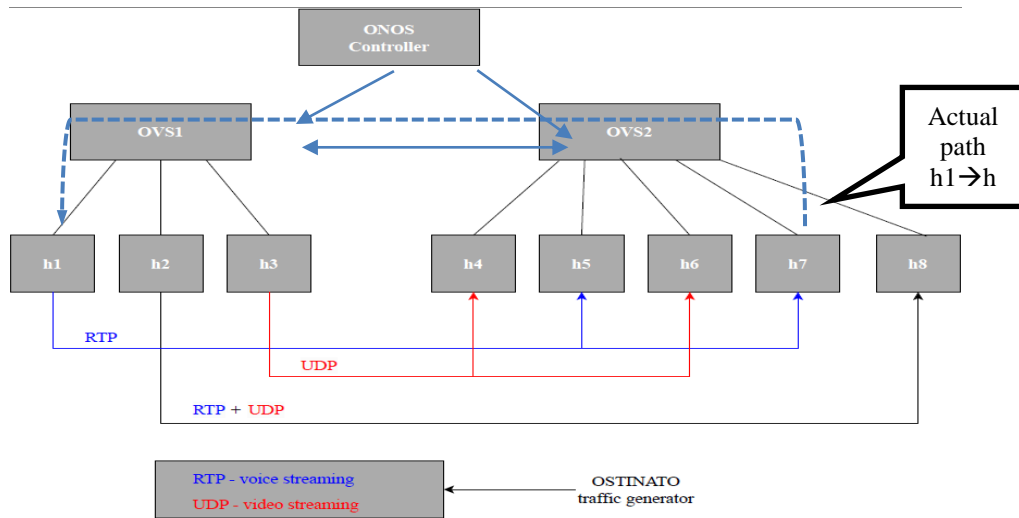 ONOS
Controller
OVS1
OVS2
Actual
path
h1→h
h1
h2
h3
h4
h5
h6
h7
h8
RTP
UDP
RTP + UDP
RTP - voice streaming
UDP - video streaming
OSTINATO
traffic generator